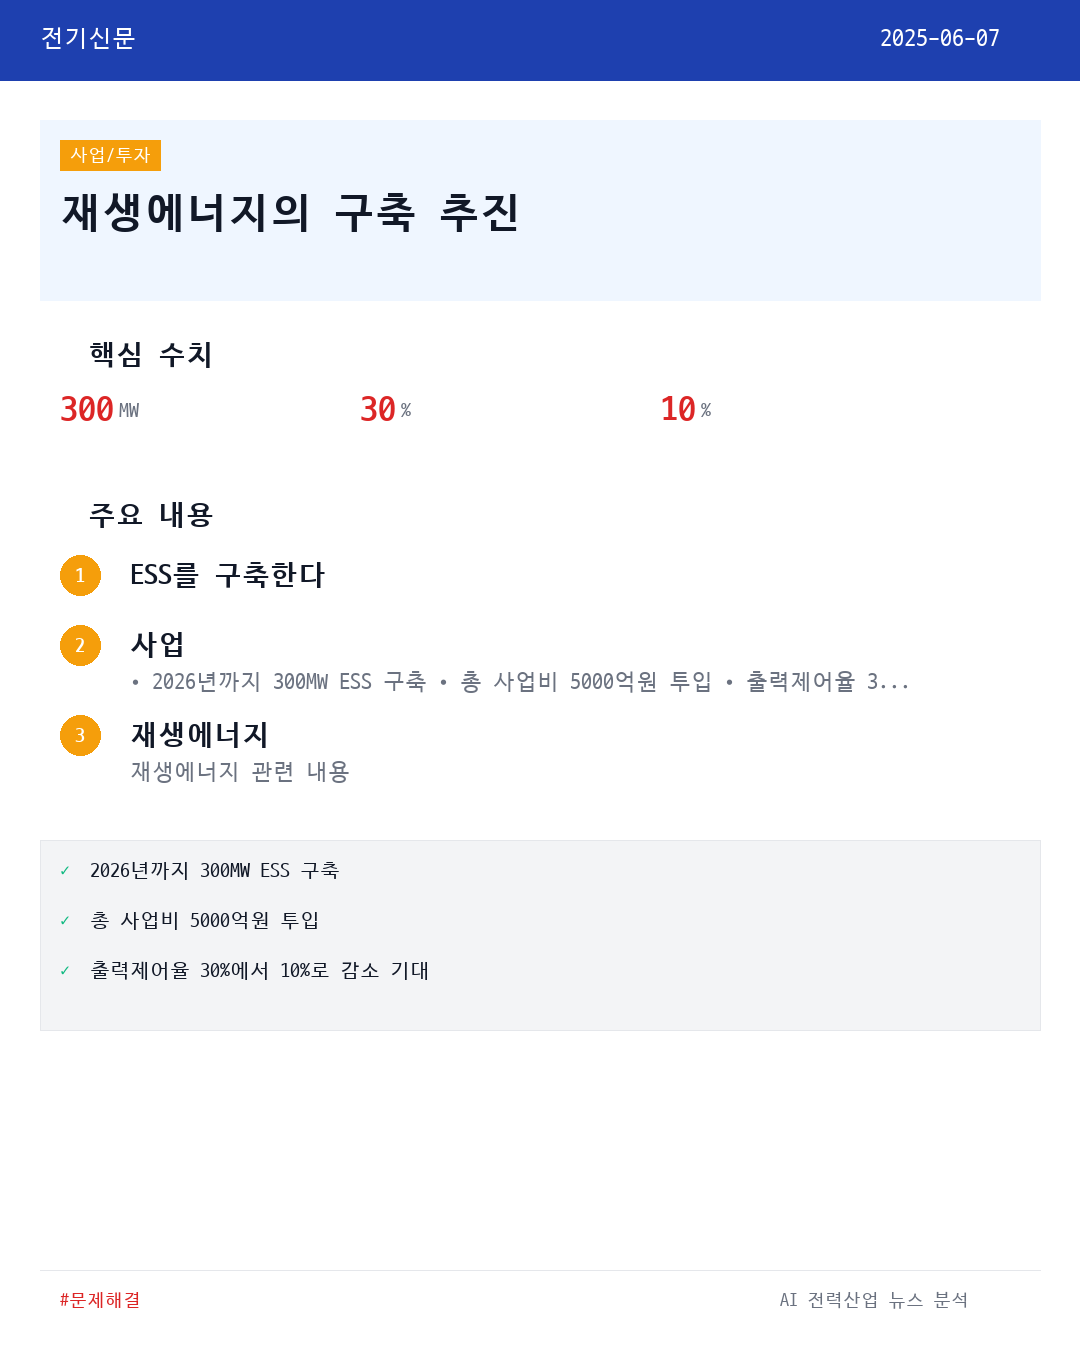 전기신문
2025-06-07
사업/투자
재생에너지의 구축 추진
핵심 수치
300 MW
30 %
10 %
주요 내용
1 ESS를 구축한다
2 사업
• 2026년까지 300MW ESS 구축 • 총 사업비 5000억원 투입 • 출력제어율 3...
3 재생에너지
재생에너지 관련 내용
✓ 2026년까지 300MW ESS 구축
✓ 총 사업비 5000억원 투입
✓ 출력제어율 30%에서 10%로 감소 기대
#문제해결
AI 전력산업 뉴스 분석